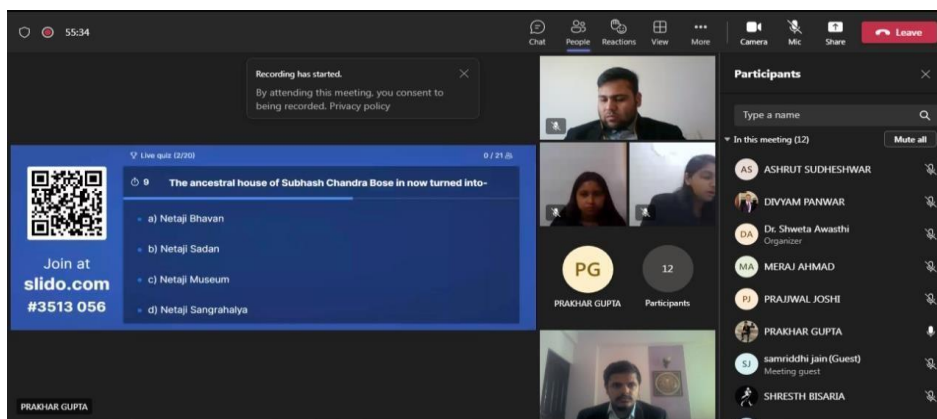 55:34
Chat
People
Reactions
View
More
Camera
Mic
Share
Leave
Recording has started.
By attending this meeting, you consent to
being recorded. Privacy policy
Live quiz (2/20)
0 / 21
9 The ancestral house of Subhash Chandra Bose in now turned into-
a) Netaji Bhavan
b) Netaji Sadan
c) Netaji Museum
d) Netaji Sangrahalya
Join at
slido.com
#3513 056
PRAKHAR GUPTA
PG
PRAKHAR GUPTA
12
Participants
Participants
Type a name
In this meeting (12)
Mute all
AS ASHRUT SUDHESHWAR
DIVYAM PANWAR
DA Dr. Shweta Awasthi
Organizer
MA MERAJ AHMAD
PJ PRAJJWAL JOSHI
PRAKHAR GUPTA
SJ samriddhi jain (Guest)
Meeting guest
SHRESTH BISARIA